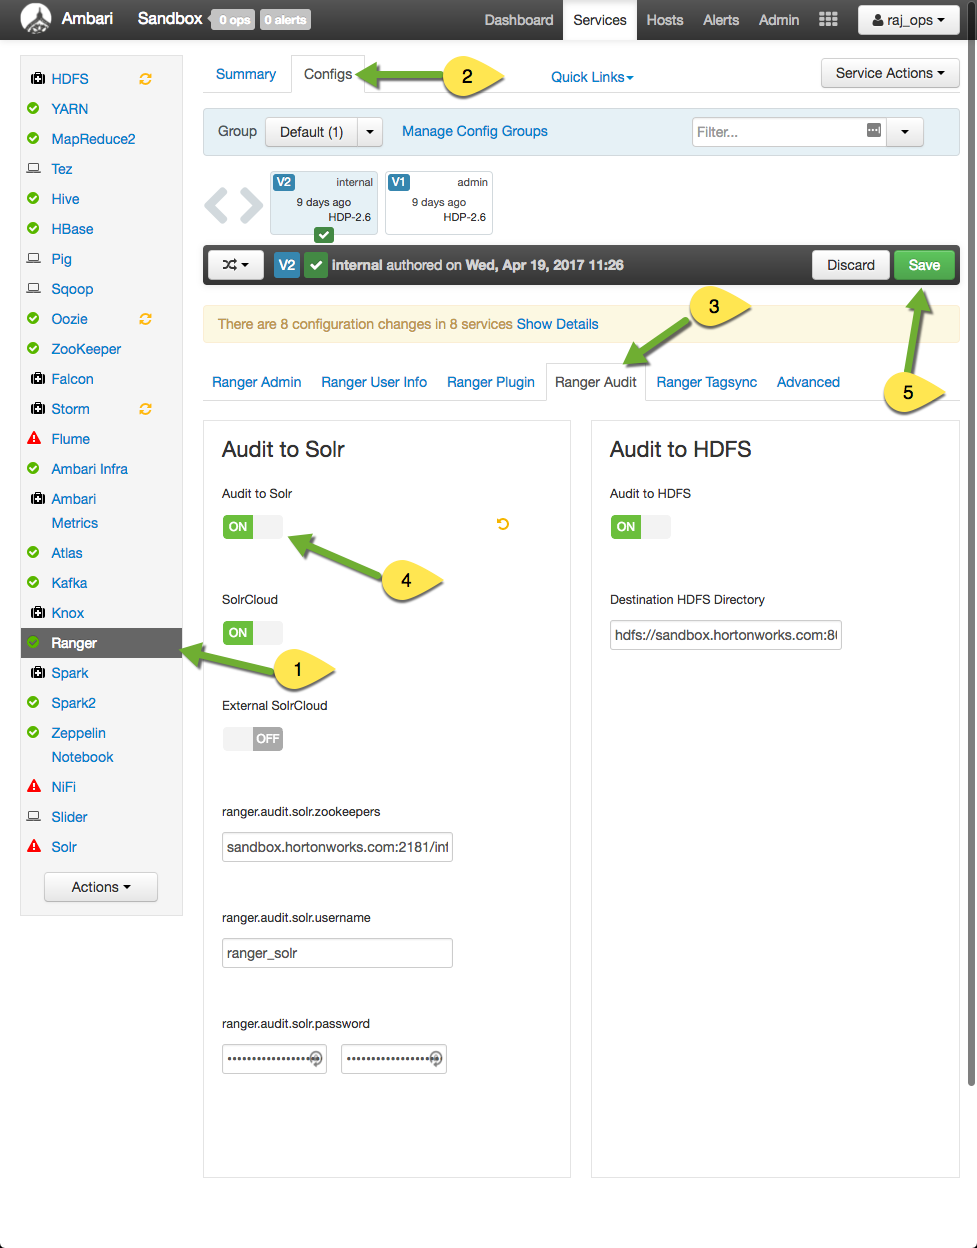 Ambari Sandbox 0 ops 0 alerts Dashboard Services Hosts Alerts Admin raj_ops
HDFS
YARN
MapReduce2
Tez
Hive
HBase
Pig
Sqoop
Oozie
ZooKeeper
Falcon
Storm
Flume
Ambari Infra
Ambari
Metrics
Atlas
Kafka
Knox
Ranger
Spark
Spark2
Zeppelin
Notebook
NiFi
Slider
Solr
Actions
Summary Configs 2 Quick Links Service Actions
Group Default (1) Manage Config Groups Filter...
V2 internal
9 days ago
HDP-2.6
V1 admin
9 days ago
HDP-2.6
V2 internal authored on Wed, Apr 19, 2017 11:26 Discard Save
3
There are 8 configuration changes in 8 services Show Details
Ranger Admin Ranger User Info Ranger Plugin Ranger Audit Ranger Tagsync Advanced
5
Audit to Solr
Audit to Solr
ON
4
SolrCloud
ON
1
External SolrCloud
OFF
ranger.audit.solr.zookeepers
sandbox.hortonworks.com:2181/inf
ranger.audit.solr.username
ranger_solr
ranger.audit.solr.password
Audit to HDFS
Audit to HDFS
ON
Destination HDFS Directory
hdfs://sandbox.hortonworks.com:8